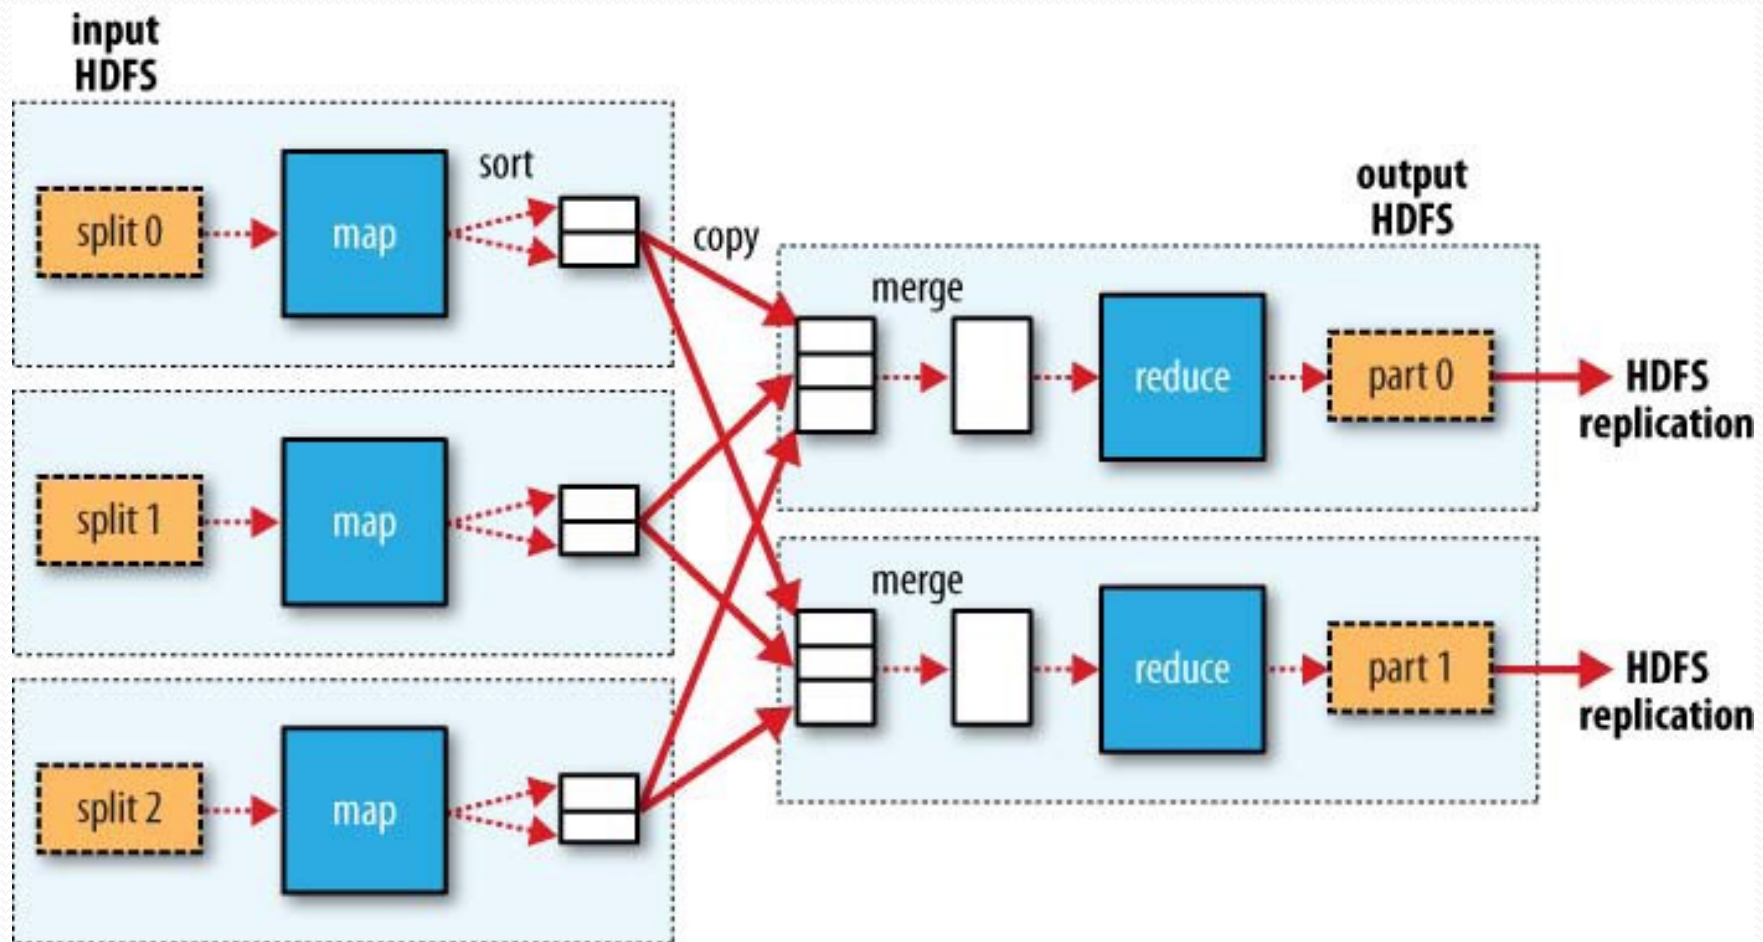 input
HDFS
split 0
map
sort
copy
split 1
map
split 2
map
output
HDFS
merge
reduce
part 0
HDFS
replication
merge
reduce
part 1
HDFS
replication